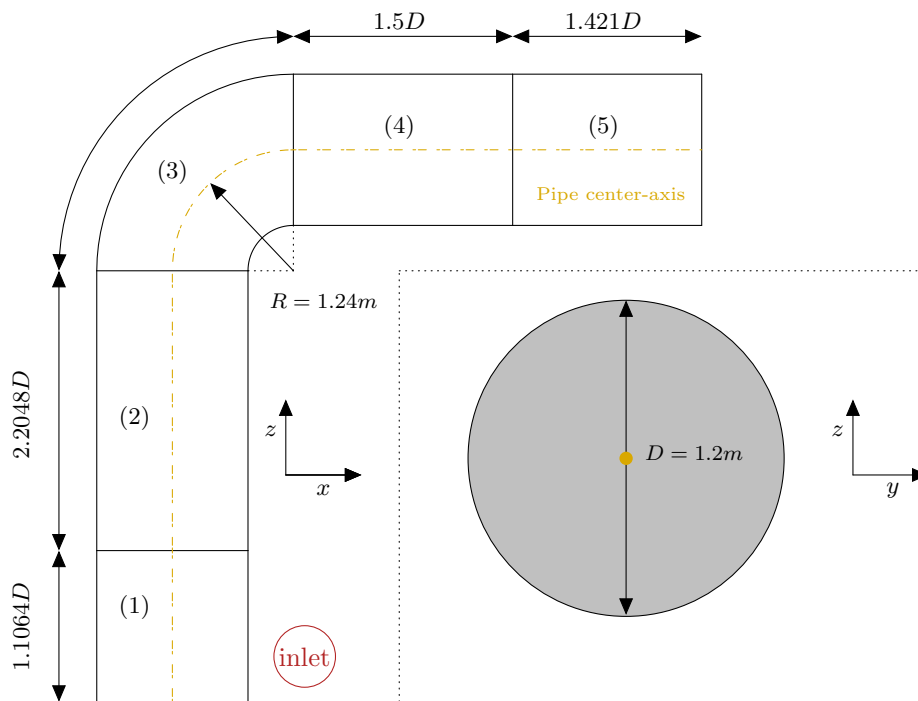 1.5D
1.421D
(4)
(5)
(3)
Pipe center-axis
R = 1.24m
2.2048D
(2)
z
x
D = 1.2m
z
y
1.1064D
(1)
inlet